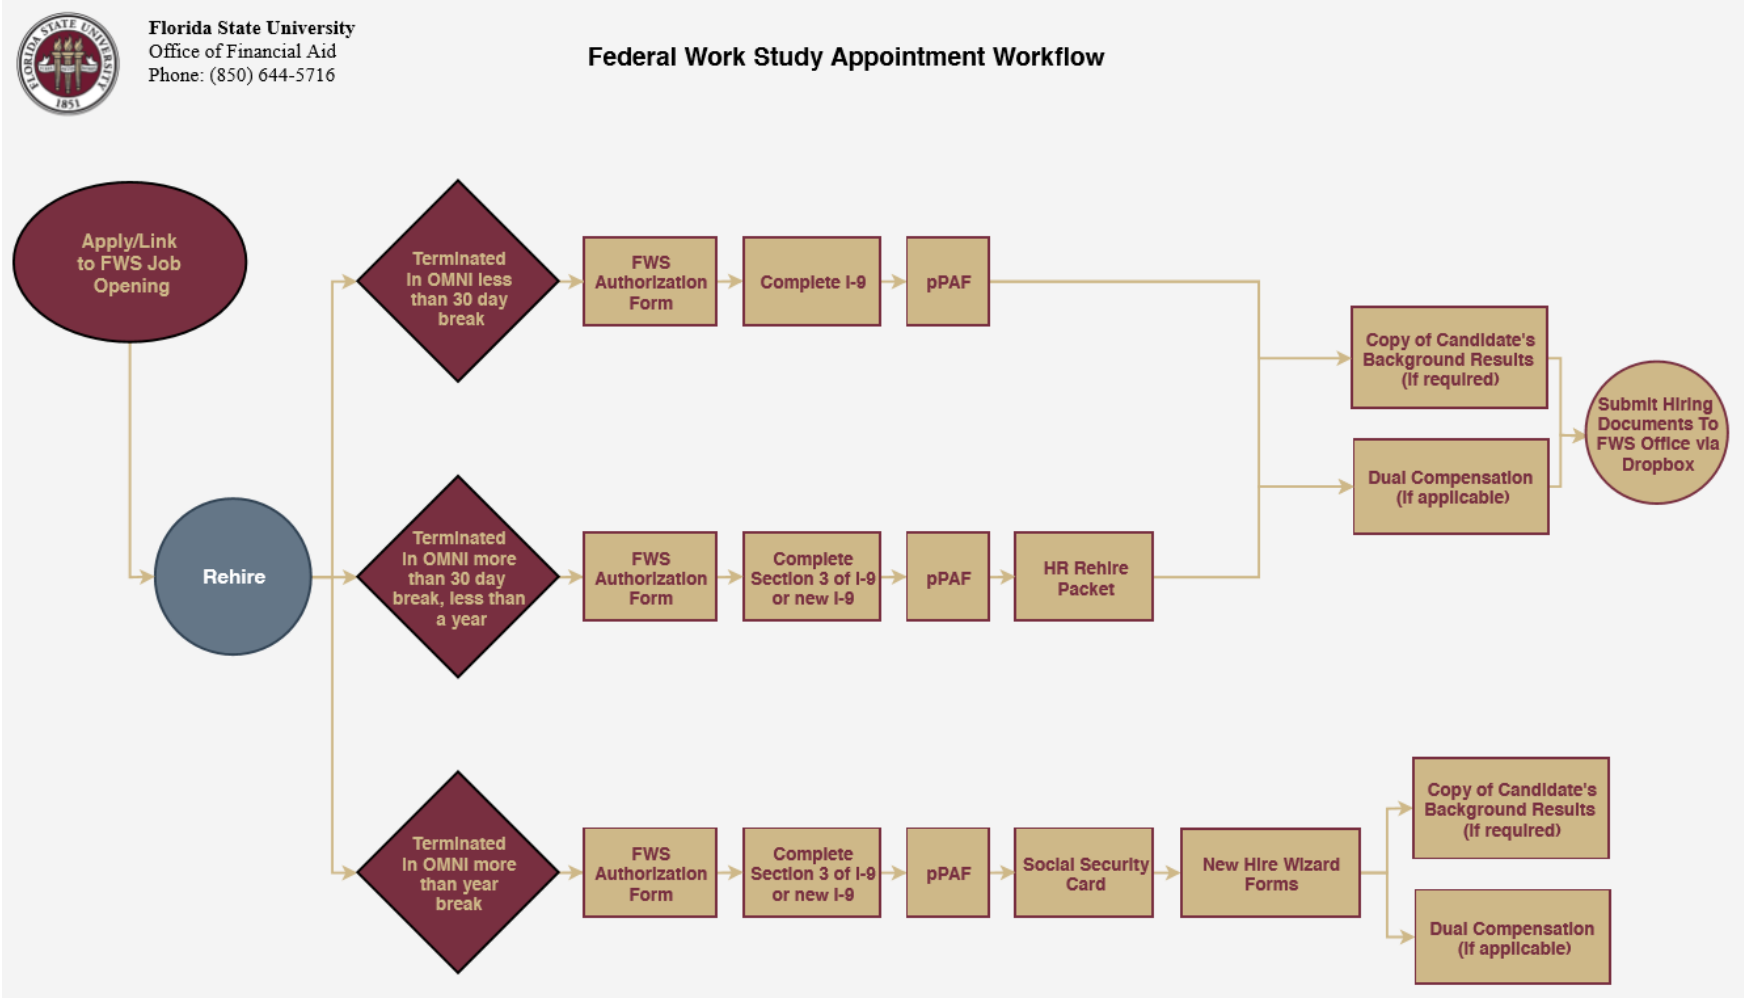 FLORIDA STATE UNIVERSITY
1851
Florida State University
Office of Financial Aid
Phone: (850) 644-5716
Federal Work Study Appointment Workflow
Apply/Link
to FWS Job
Opening
Rehire
Terminated
in OMNI less
than 30 day
break
FWS
Authorization
Form
Complete I-9
pPAF
Copy of Candidate's
Background Results
(if required)
Dual Compensation
(if applicable)
Submit Hiring
Documents To
FWS Office via
Dropbox
Terminated
in OMNI more
than 30 day
break, less than
a year
FWS
Authorization
Form
Complete
Section 3 of I-9
or new I-9
pPAF
HR Rehire
Packet
Terminated
in OMNI more
than year
break
FWS
Authorization
Form
Complete
Section 3 of I-9
or new I-9
pPAF
Social Security
Card
New Hire Wizard
Forms
Copy of Candidate's
Background Results
(if required)
Dual Compensation
(if applicable)